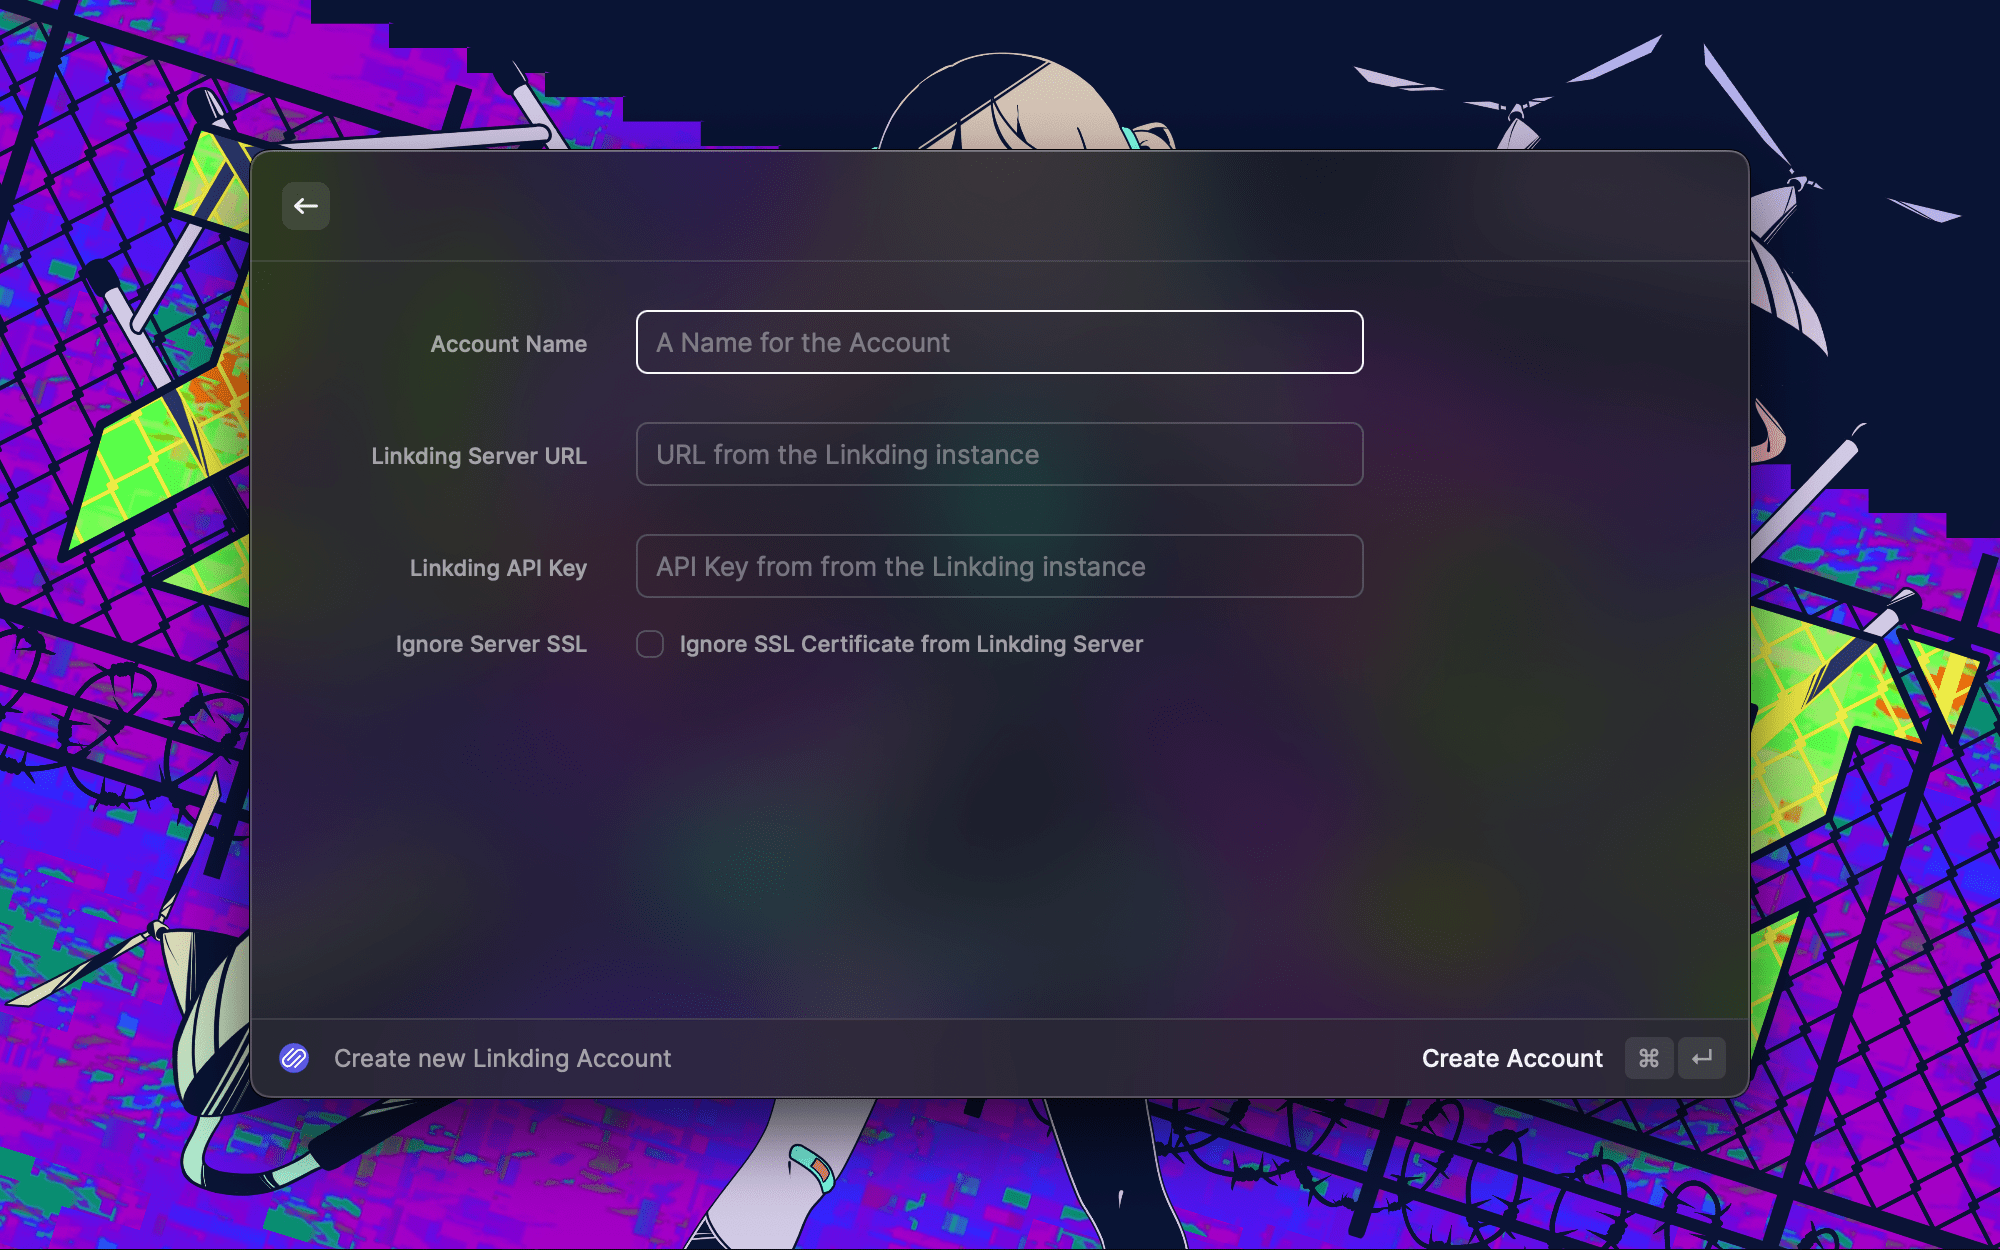 Account Name
A Name for the Account
Linkding Server URL
URL from the Linkding instance
Linkding API Key
API Key from from the Linkding instance
Ignore Server SSL
Ignore SSL Certificate from Linkding Server
Create new Linkding Account
Create Account ⌘ ↵